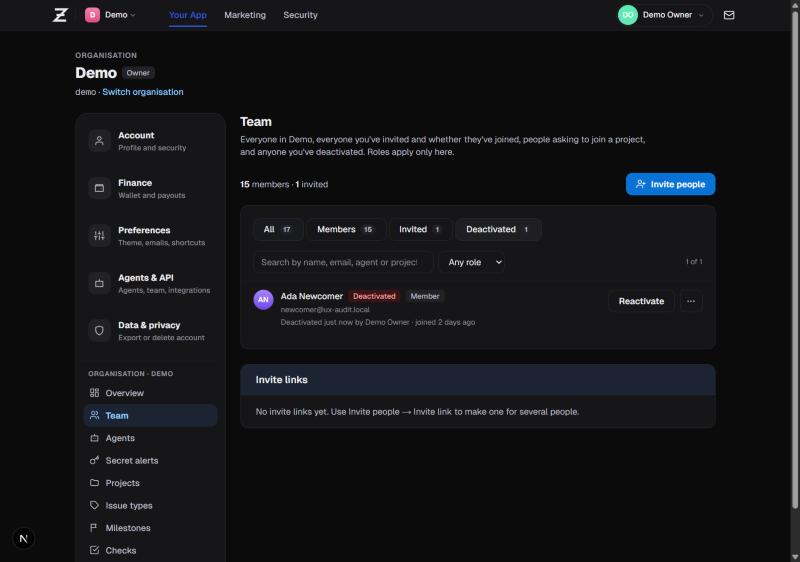 Z
D Demo
Your App
Marketing
Security
DO Demo Owner
ORGANISATION
Demo Owner
demo · Switch organisation
Account
Profile and security
Finance
Wallet and payouts
Preferences
Theme, emails, shortcuts
Agents & API
Agents, team, integrations
Data & privacy
Export or delete account
ORGANISATION · DEMO
Overview
Team
Agents
Secret alerts
Projects
Issue types
Milestones
Checks
N
Team
Everyone in Demo, everyone you've invited and whether they've joined, people asking to join a project,
and anyone you've deactivated. Roles apply only here.
15 members · 1 invited
Invite people
All 17
Members 15
Invited 1
Deactivated 1
Search by name, email, agent or project
Any role
1 of 1
AN Ada Newcomer Deactivated Member
newcomer@ux-audit.local
Deactivated just now by Demo Owner · joined 2 days ago
Reactivate
Invite links
No invite links yet. Use Invite people → Invite link to make one for several people.